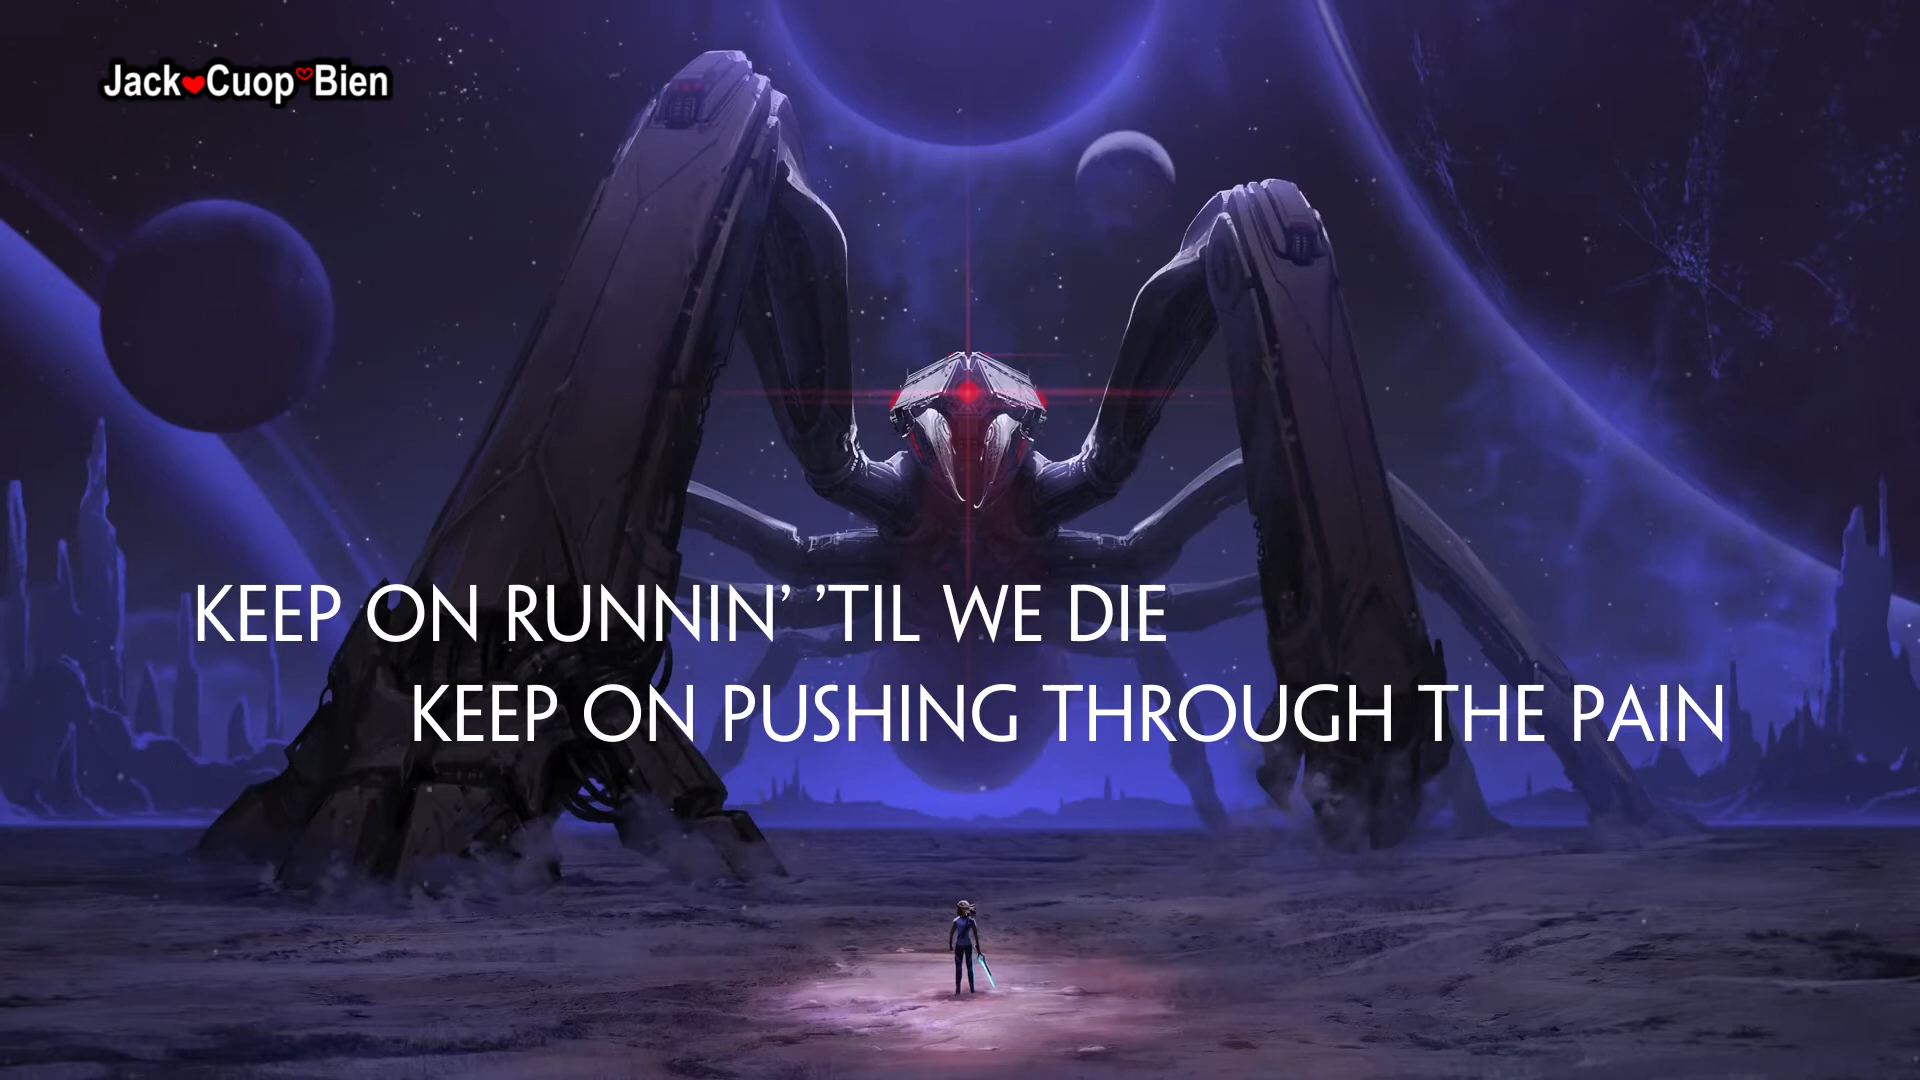 Jack Cuop Bien
KEEP ON RUNNIN’ ’TIL WE DIE
KEEP ON PUSHING THROUGH THE PAIN